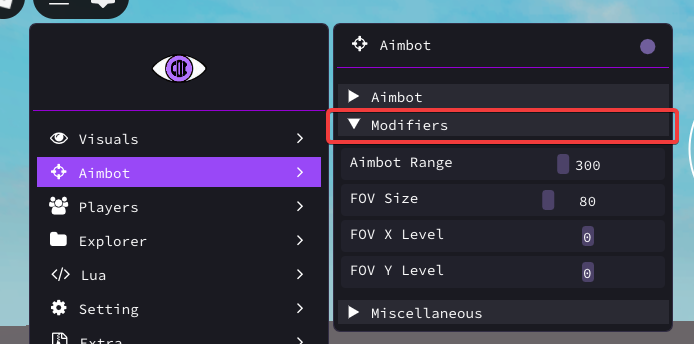 Visuals
Aimbot
Players
Explorer
Lua
Setting
Extra
Aimbot
Aimbot
Modifiers
Aimbot Range 300
FOV Size 80
FOV X Level 0
FOV Y Level 0
Miscellaneous